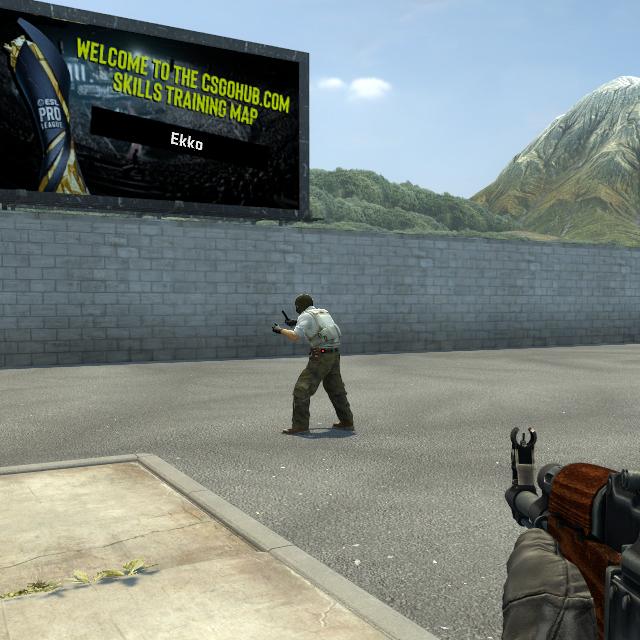 WELCOME TO THE CSGOHUB.COM
SKILLS TRAINING MAP
Ekko
ESL
PRO
LEAGUE